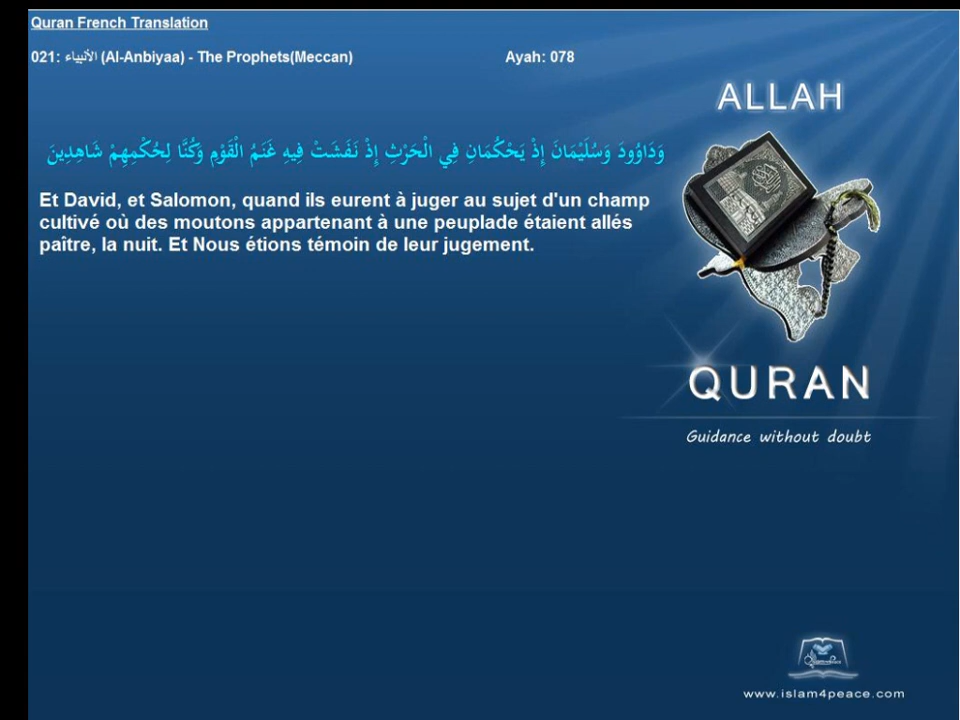 Quran French Translation
021: الأنبياء (Al-Anbiyaa) - The Prophets(Meccan) Ayah: 078
ALLAH
وَدَاوُودَ وَسُلَيْمَانَ إِذْ يَحْكُمَانِ فِي الْحَرْثِ إِذْ نَفَشَتْ فِيهِ غَنَمُ الْقَوْمِ وَكُنَّا لِحُكْمِهِمْ شَاهِدِينَ
Et David, et Salomon, quand ils eurent à juger au sujet d'un champ
cultivé où des moutons appartenant à une peuplade étaient allés
paître, la nuit. Et Nous étions témoin de leur jugement.
QURAN
Guidance without doubt
www.islam4peace.com